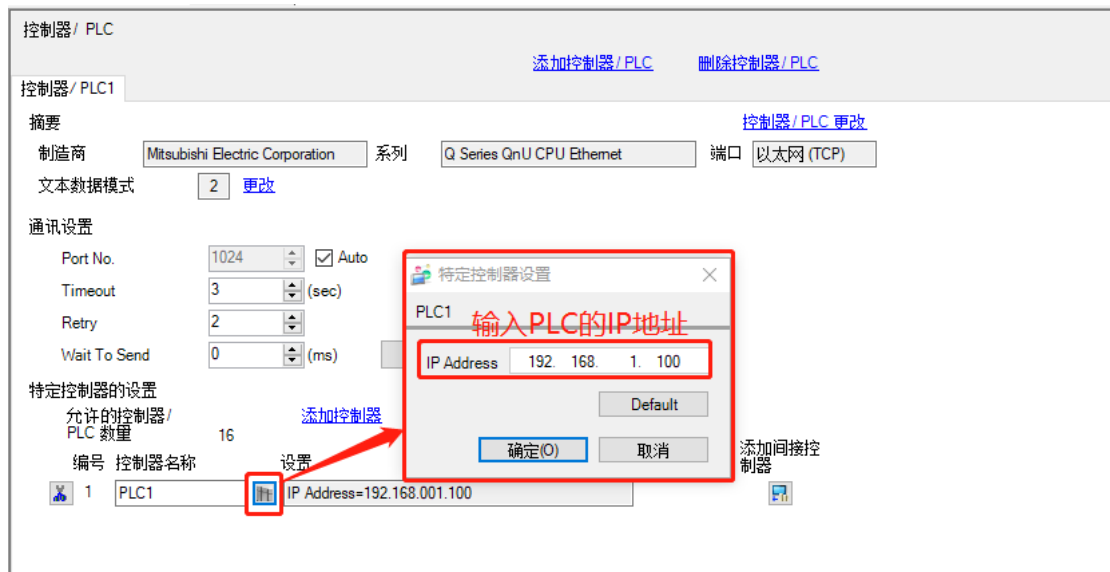 控制器/ PLC
添加控制器/PLC 删除控制器/PLC
控制器/PLC1
摘要 控制器/PLC 更改
制造商 Mitsubishi Electric Corporation 系列 Q Series QnU CPU Ethernet 端口 以太网 (TCP)
文本数据模式 2 更改
通讯设置
Port No. 1024 Auto
Timeout 3 (sec)
Retry 2
Wait To Send 0 (ms)
特定控制器设置
PLC1 输入PLC的IP地址
IP Address 192. 168. 1. 100
Default
确定(O) 取消
特定控制器的设置
允许的控制器/
PLC 数量 16 添加控制器
编号 控制器名称 设置 添加间接控
制器
1 PLC1 IP Address=192.168.001.100